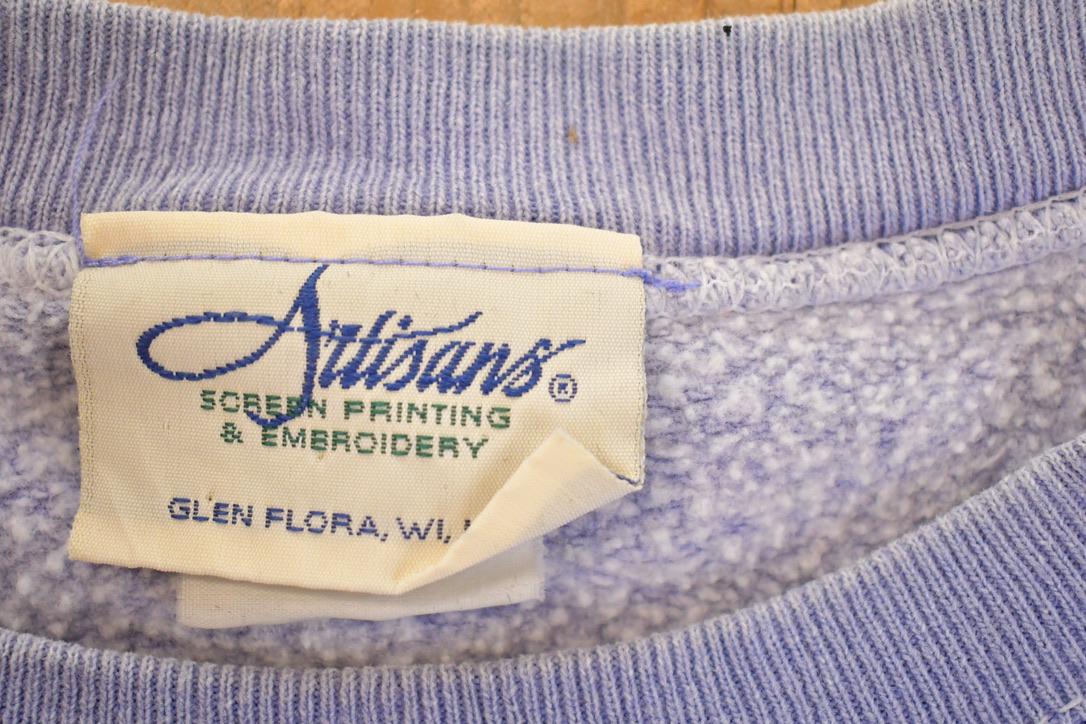 Artisans®
SCREEN PRINTING
& EMBROIDERY
GLEN FLORA, WI,